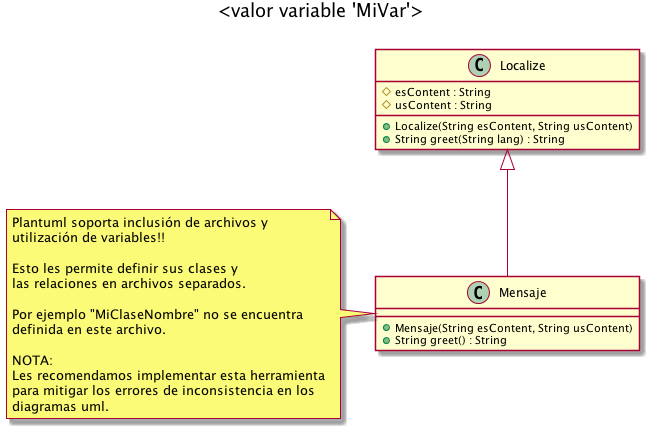 <valor variable 'MiVar'>
C Localize
esContent : String
usContent : String
Localize(String esContent, String usContent)
String greet(String lang) : String
Plantuml soporta inclusión de archivos y
utilización de variables!!
Esto les permite definir sus clases y
las relaciones en archivos separados.
Por ejemplo "MiClaseNombre" no se encuentra
definida en este archivo.
NOTA:
Les recomendamos implementar esta herramienta
para mitigar los errores de inconsistencia en los
diagramas uml.
C Mensaje
Mensaje(String esContent, String usContent)
String greet() : String